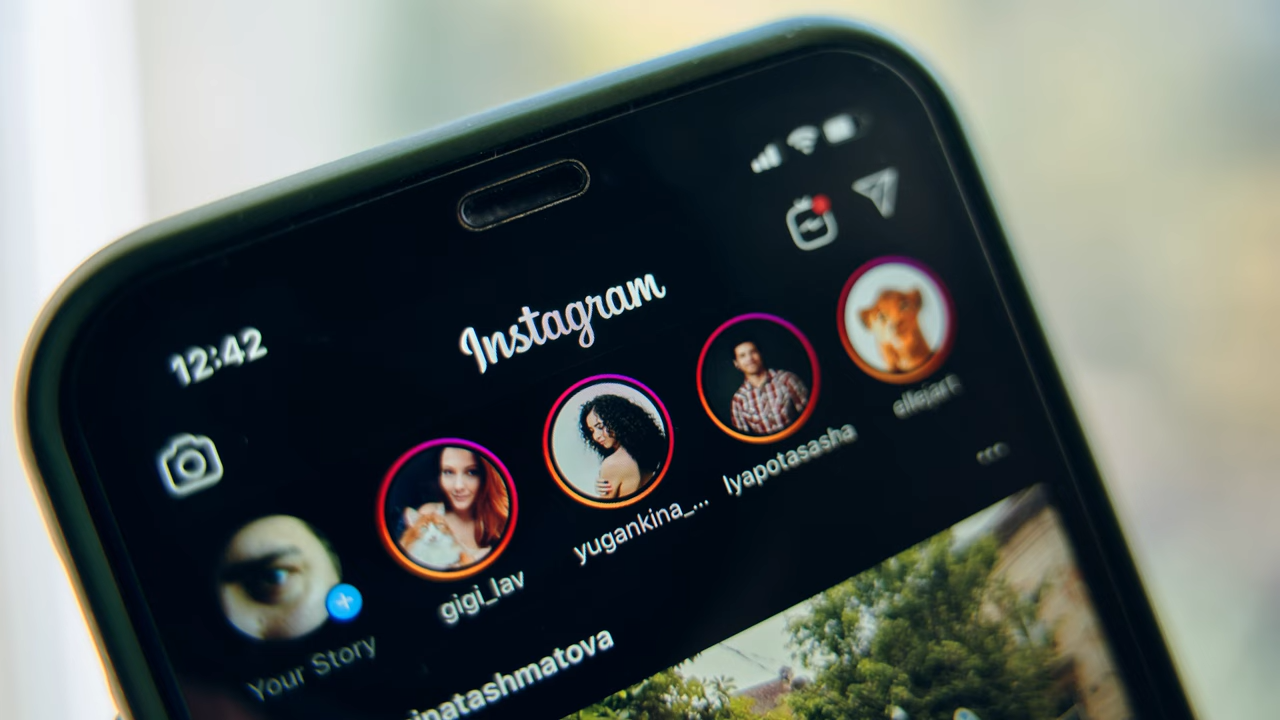 12:42
Instagram
Your Story
gigi_lav
yugankina_...
lyapotasasha